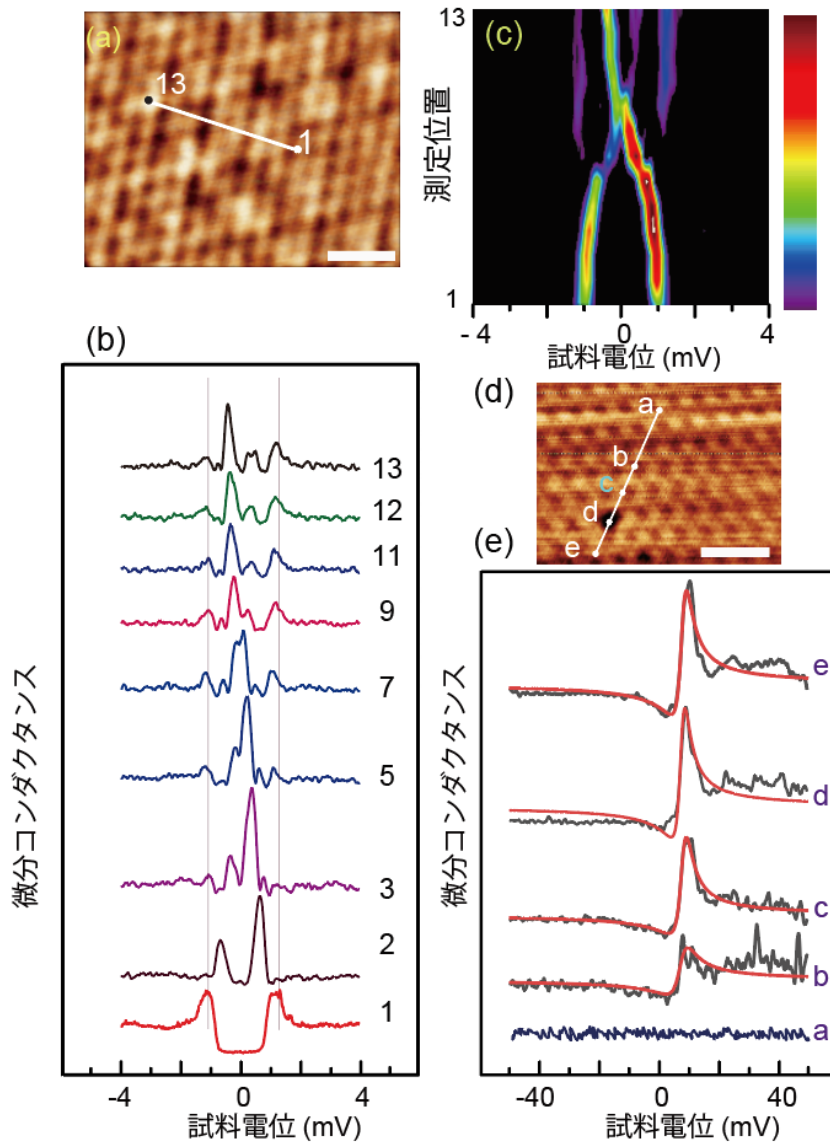 (a)
13
1
(b)
13
12
11
9
7
5
3
2
1
微分コンダクタンス
-4 0 4
試料電位 (mV)
(c)
13
測定位置
1
- 4 0 4
試料電位 (mV)
(d)
a
b
c
d
e
(e)
e
d
c
b
a
微分コンダクタンス
-40 0 40
試料電位 (mV)